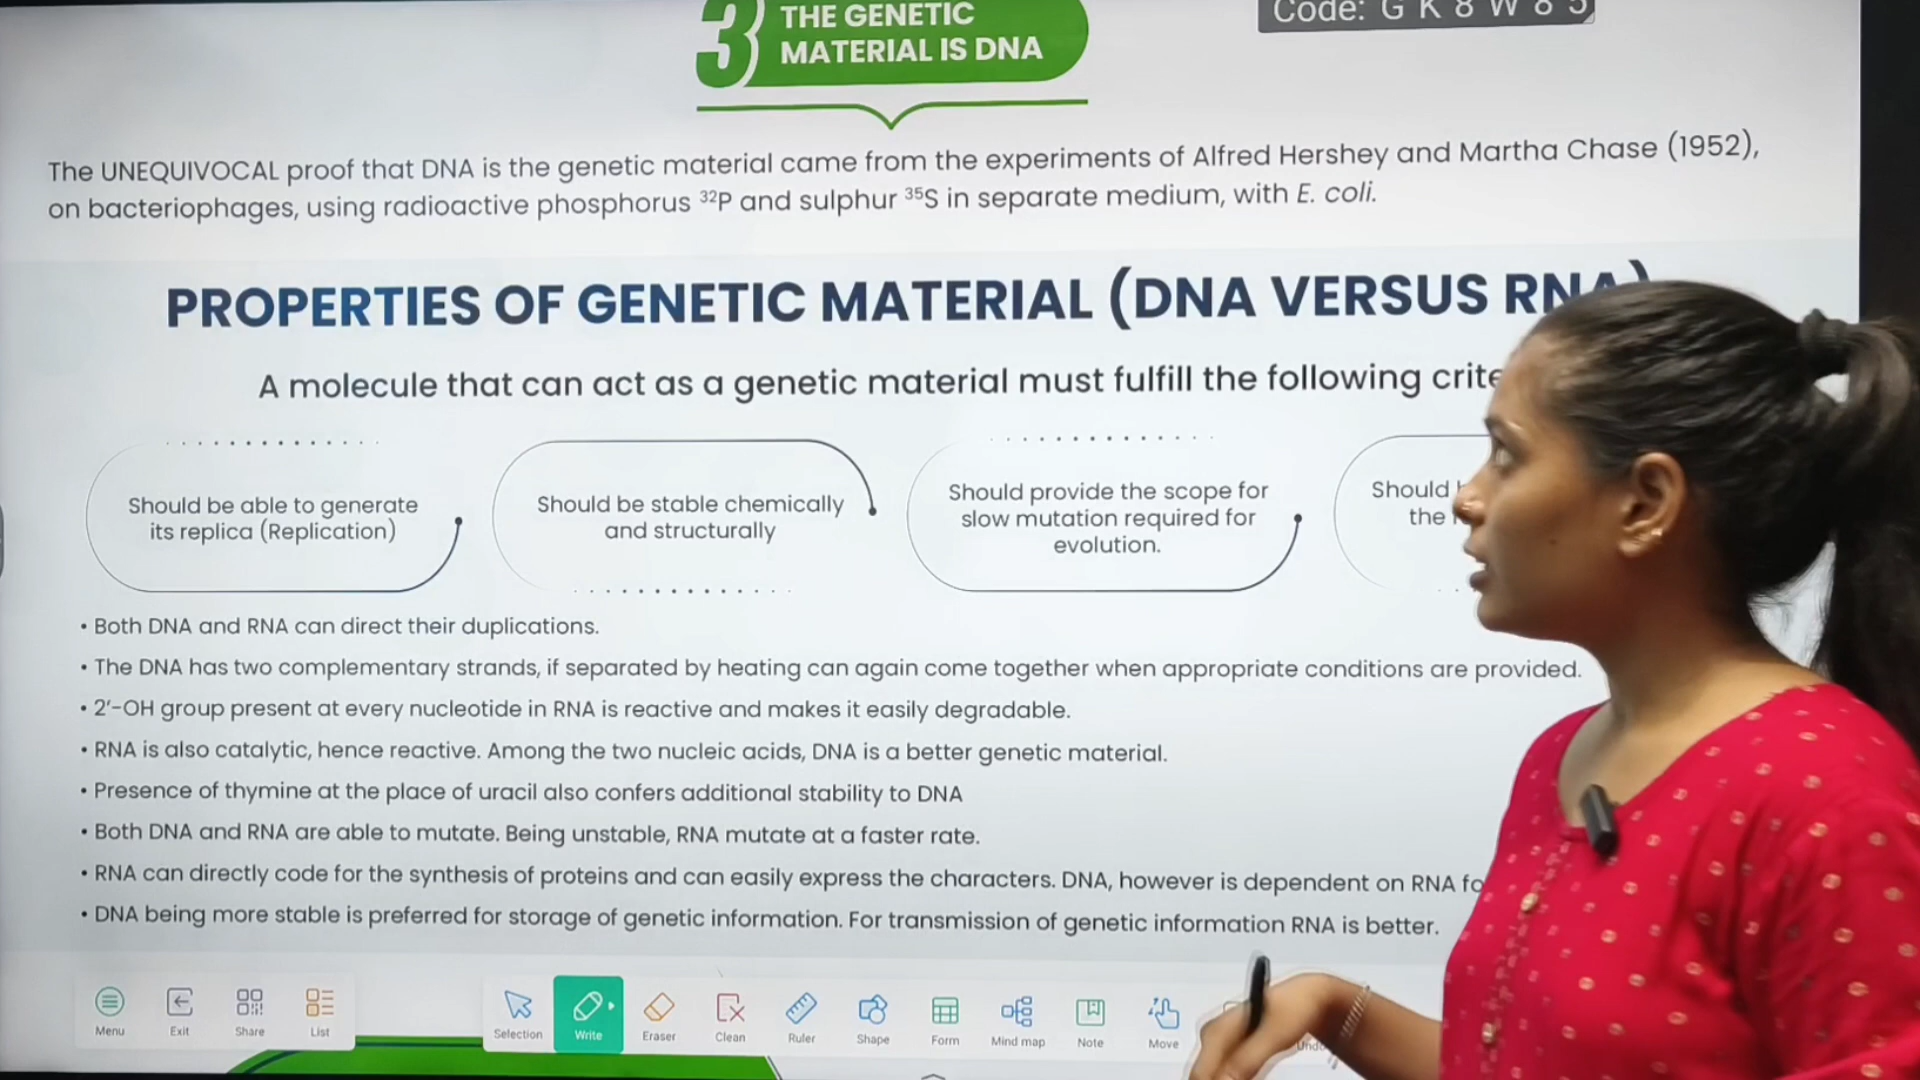 3 THE GENETIC
MATERIAL IS DNA
Code: G K 8 W 8 5
The UNEQUIVOCAL proof that DNA is the genetic material came from the experiments of Alfred Hershey and Martha Chase (1952),
on bacteriophages, using radioactive phosphorus ³²P and sulphur ³⁵S in separate medium, with E. coli.
PROPERTIES OF GENETIC MATERIAL (DNA VERSUS RNA)
A molecule that can act as a genetic material must fulfill the following
Should be able to generate
its replica (Replication)
Should be stable chemically
and structurally
Should provide the scope for
slow mutation required for
evolution.
Should
the
• Both DNA and RNA can direct their duplications.
• The DNA has two complementary strands, if separated by heating can again come together when appropriate conditions are provided.
• 2′-OH group present at every nucleotide in RNA is reactive and makes it easily degradable.
• RNA is also catalytic, hence reactive. Among the two nucleic acids, DNA is a better genetic material.
• Presence of thymine at the place of uracil also confers additional stability to DNA
• Both DNA and RNA are able to mutate. Being unstable, RNA mutate at a faster rate.
• RNA can directly code for the synthesis of proteins and can easily express the characters. DNA, however is dependent on RNA
• DNA being more stable is preferred for storage of genetic information. For transmission of genetic information RNA is better.
Menu Exit Share List Selection Write Eraser Clean Ruler Shape Form Mind map Note Move Undo